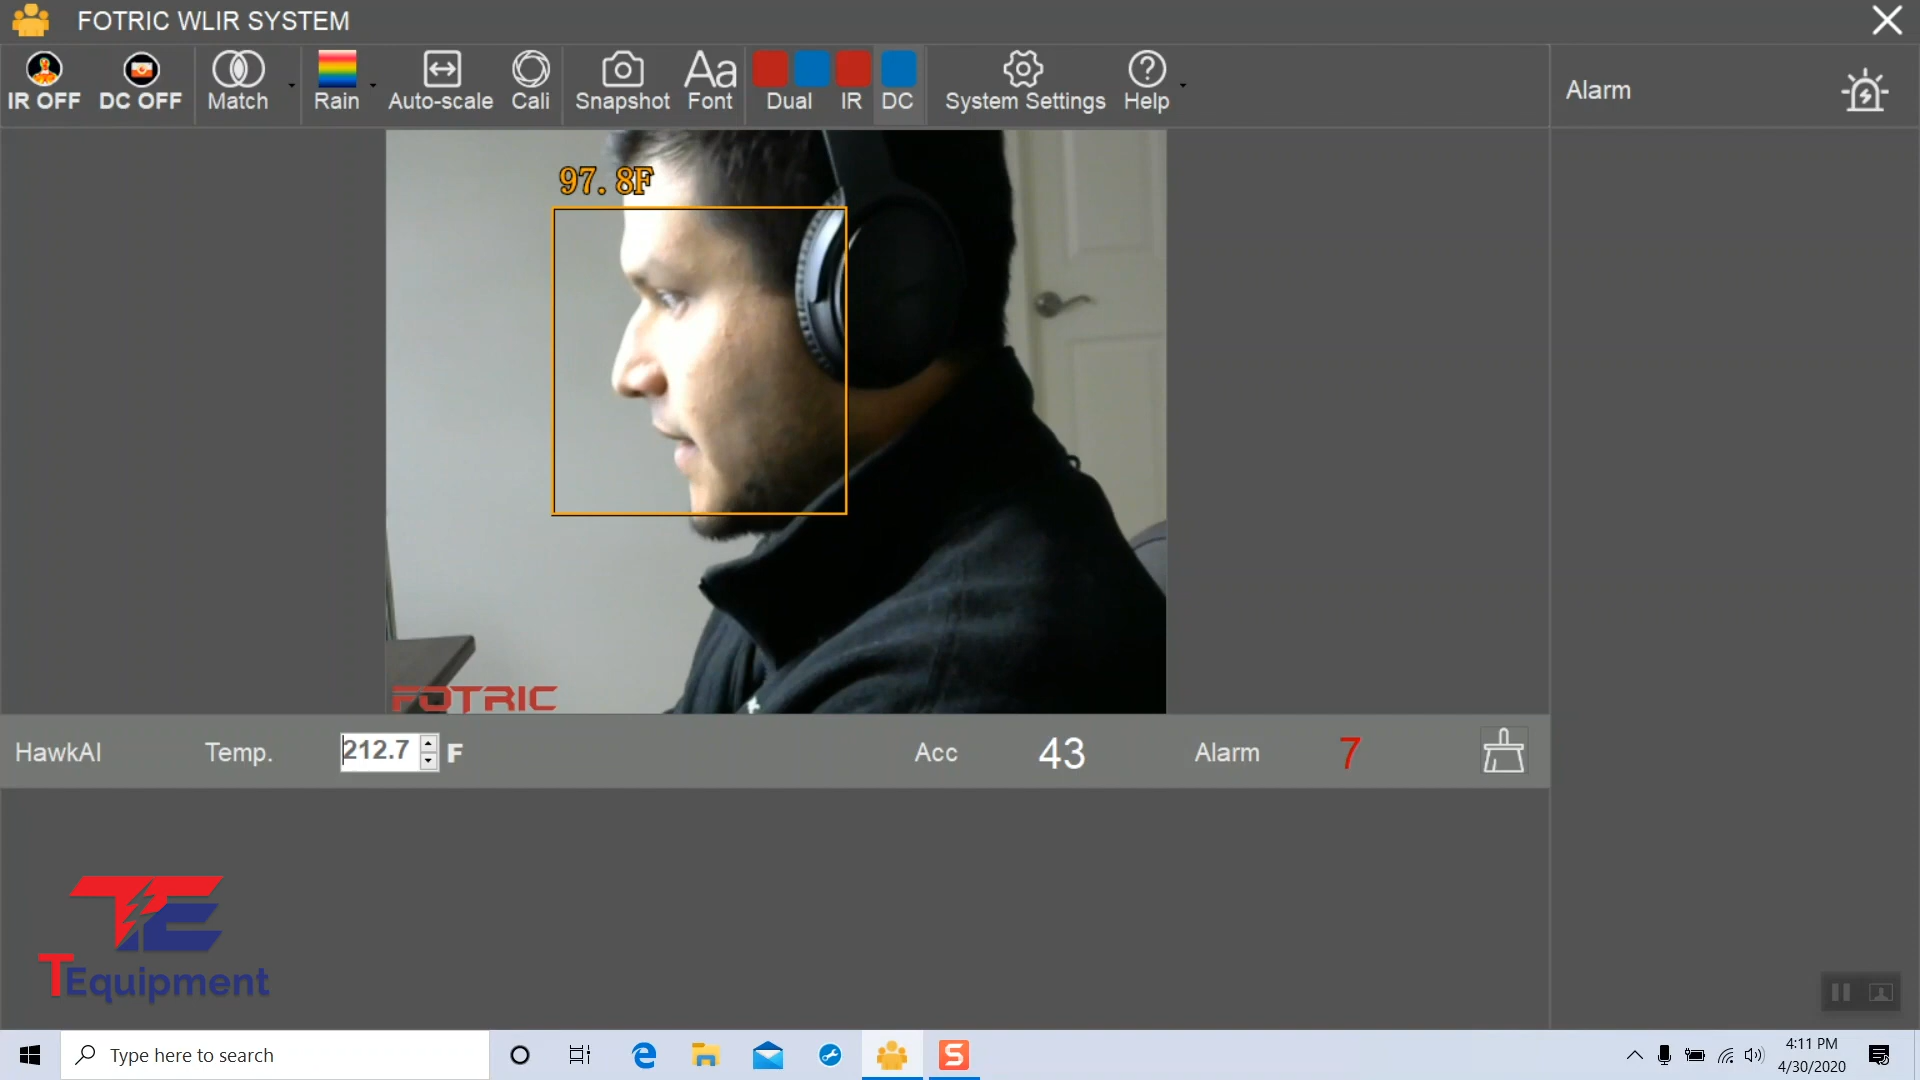 FOTRIC WLIR SYSTEM
IR OFF
DC OFF
Match
Rain
Auto-scale
Cali
Snapshot
Aa
Font
Dual
IR
DC
System Settings
Help
Alarm
97.8F
FOTRIC
HawkAI
Temp.
212.7
F
Acc
43
Alarm
7
TE
TEquipment
Type here to search
4:11 PM
4/30/2020